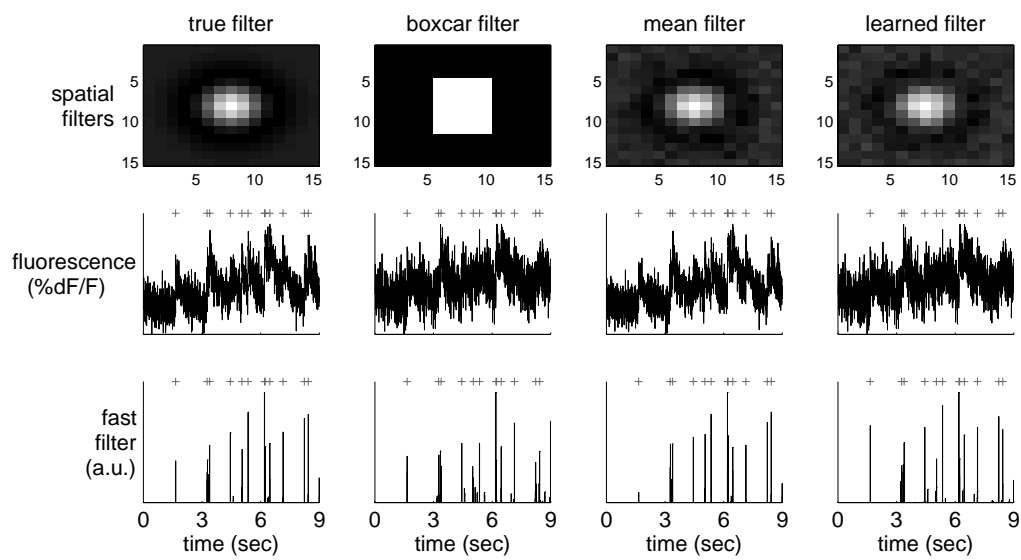 true filter boxcar filter mean filter learned filter
spatial
filters
5
10
15
5 10 15
5
10
15
5 10 15
5
10
15
5 10 15
5
10
15
5 10 15
fluorescence
(%dF/F)
+ + + + + + + + + + +
+ + + + + + + + + + +
+ + + + + + + + + + +
+ + + + + + + + + + +
fast
filter
(a.u.)
+ + + + + + + + + + +
+ + + + + + + + + + +
+ + + + + + + + + + +
+ + + + + + + + + + +
0 3 6 9
0 3 6 9
0 3 6 9
0 3 6 9
time (sec) time (sec) time (sec) time (sec)